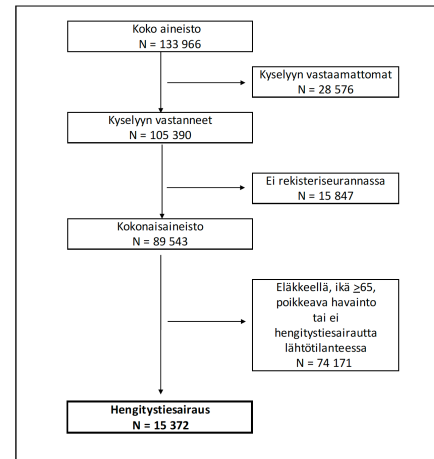 Koko aineisto
N = 133 966
Kyselyyn vastaamattomat
N = 28 576
Kyselyyn vastanneet
N = 105 390
Ei rekisteriseurannassa
N = 15 847
Kokonaisaineisto
N = 89 543
Eläkkeellä, ikä ≥65,
poikkeava havainto
tai ei
hengitystiesairautta
lähtötilanteessa
N = 74 171
Hengitystiesairaus
N = 15 372